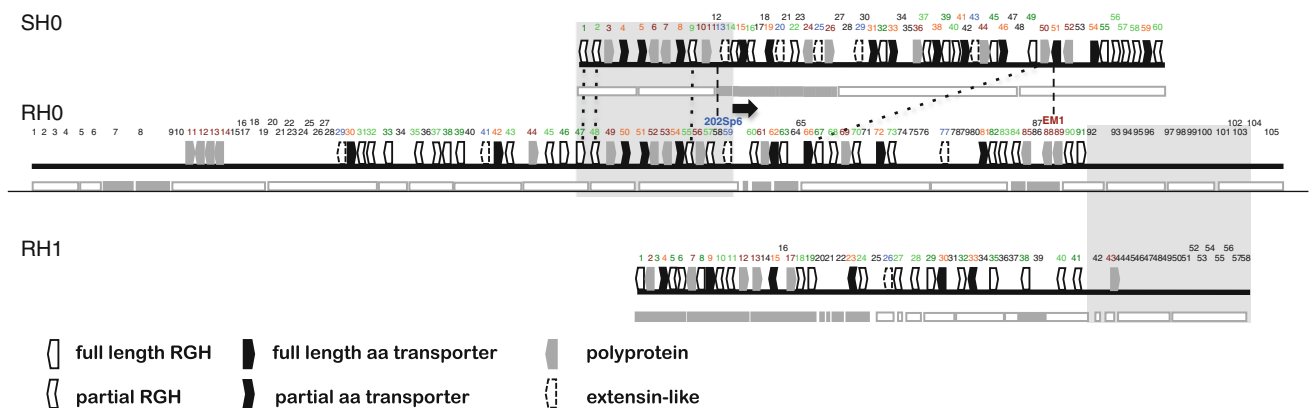 SH0
56
12 18 21 23 27 30 34 37 39 41 43 45 47 49
1 2 3 4 5 6 7 8 9 10 11 13 14 15 16 17 19 20 22 24 25 26 28 29 31 32 33 35 36 38 40 42 44 46 48 50 51 52 53 54 55 57 58 59 60
202Sp6
EM1
RH0
16 18 20 22 25 27 65 87 102 104
1 2 3 4 5 6 7 8 9 10 11 12 13 14 15 17 19 21 23 24 26 28 29 30 31 32 33 34 35 36 37 38 39 40 41 42 43 44 45 46 47 48 49 50 51 52 53 54 55 56 57 58 59 60 61 62 63 64 66 67 68 69 70 71 72 73 74 75 76 77 78 79 80 81 82 83 84 85 86 88 89 90 91 92 93 94 95 96 97 98 99 100 101 103 105
RH1
16 52 54 56
1 2 3 4 5 6 7 8 9 10 11 12 13 14 15 17 18 19 20 21 22 23 24 25 26 27 28 29 30 31 32 33 34 35 36 37 38 39 40 41 42 43 44 45 46 47 48 49 50 51 53 55 57 58
full length RGH
full length aa transporter
polyprotein
partial RGH
partial aa transporter
extensin-like